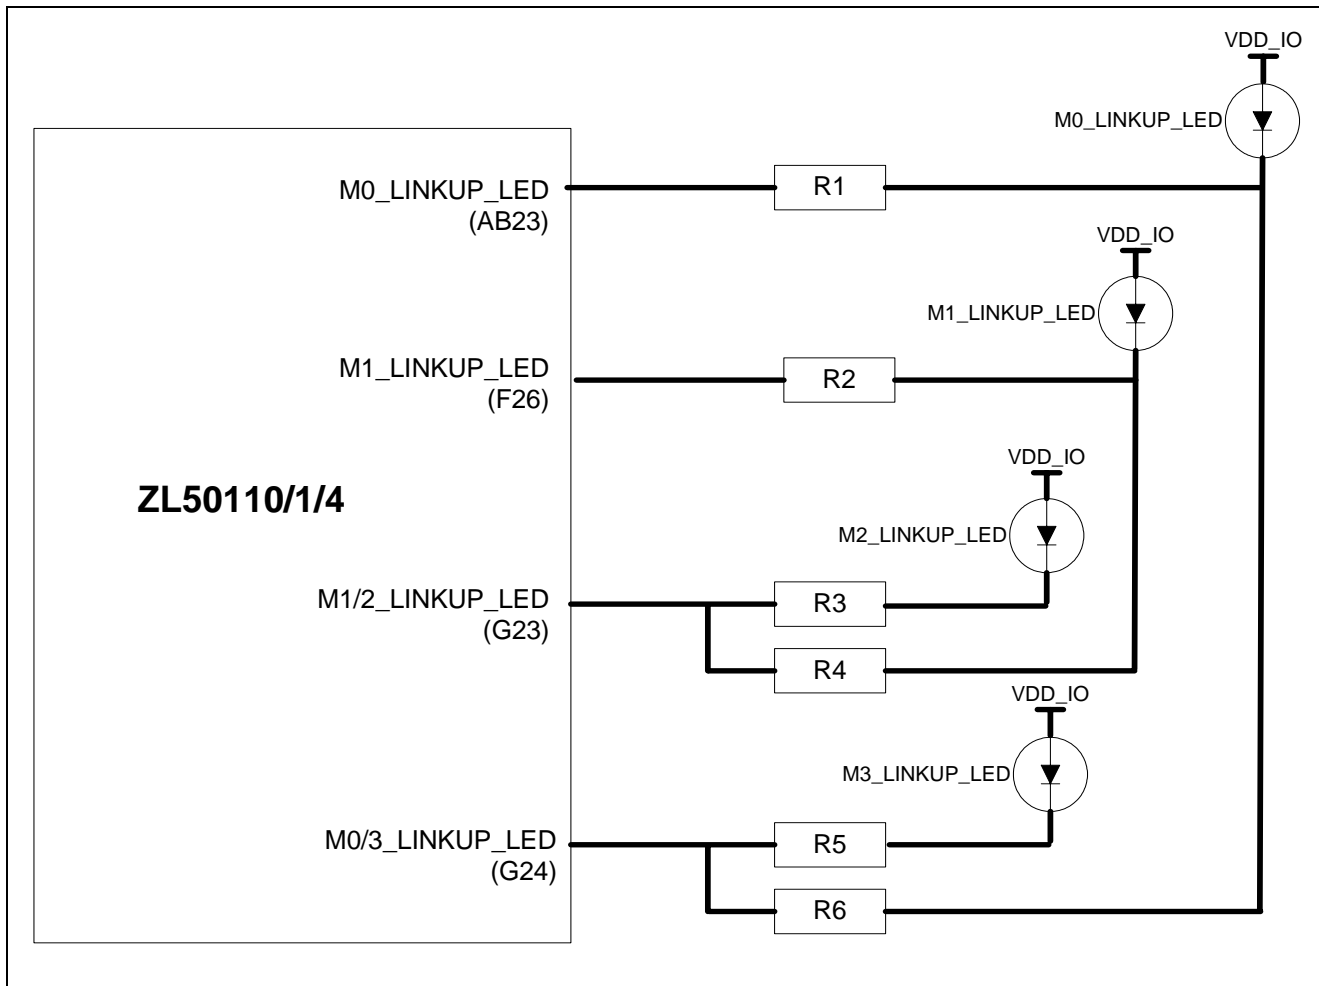 VDD_IO
M0_LINKUP_LED
M0_LINKUP_LED
(AB23)
R1
VDD_IO
M1_LINKUP_LED
M1_LINKUP_LED
(F26)
R2
VDD_IO
ZL50110/1/4
M2_LINKUP_LED
M1/2_LINKUP_LED
(G23)
R3
R4
VDD_IO
M3_LINKUP_LED
M0/3_LINKUP_LED
(G24)
R5
R6